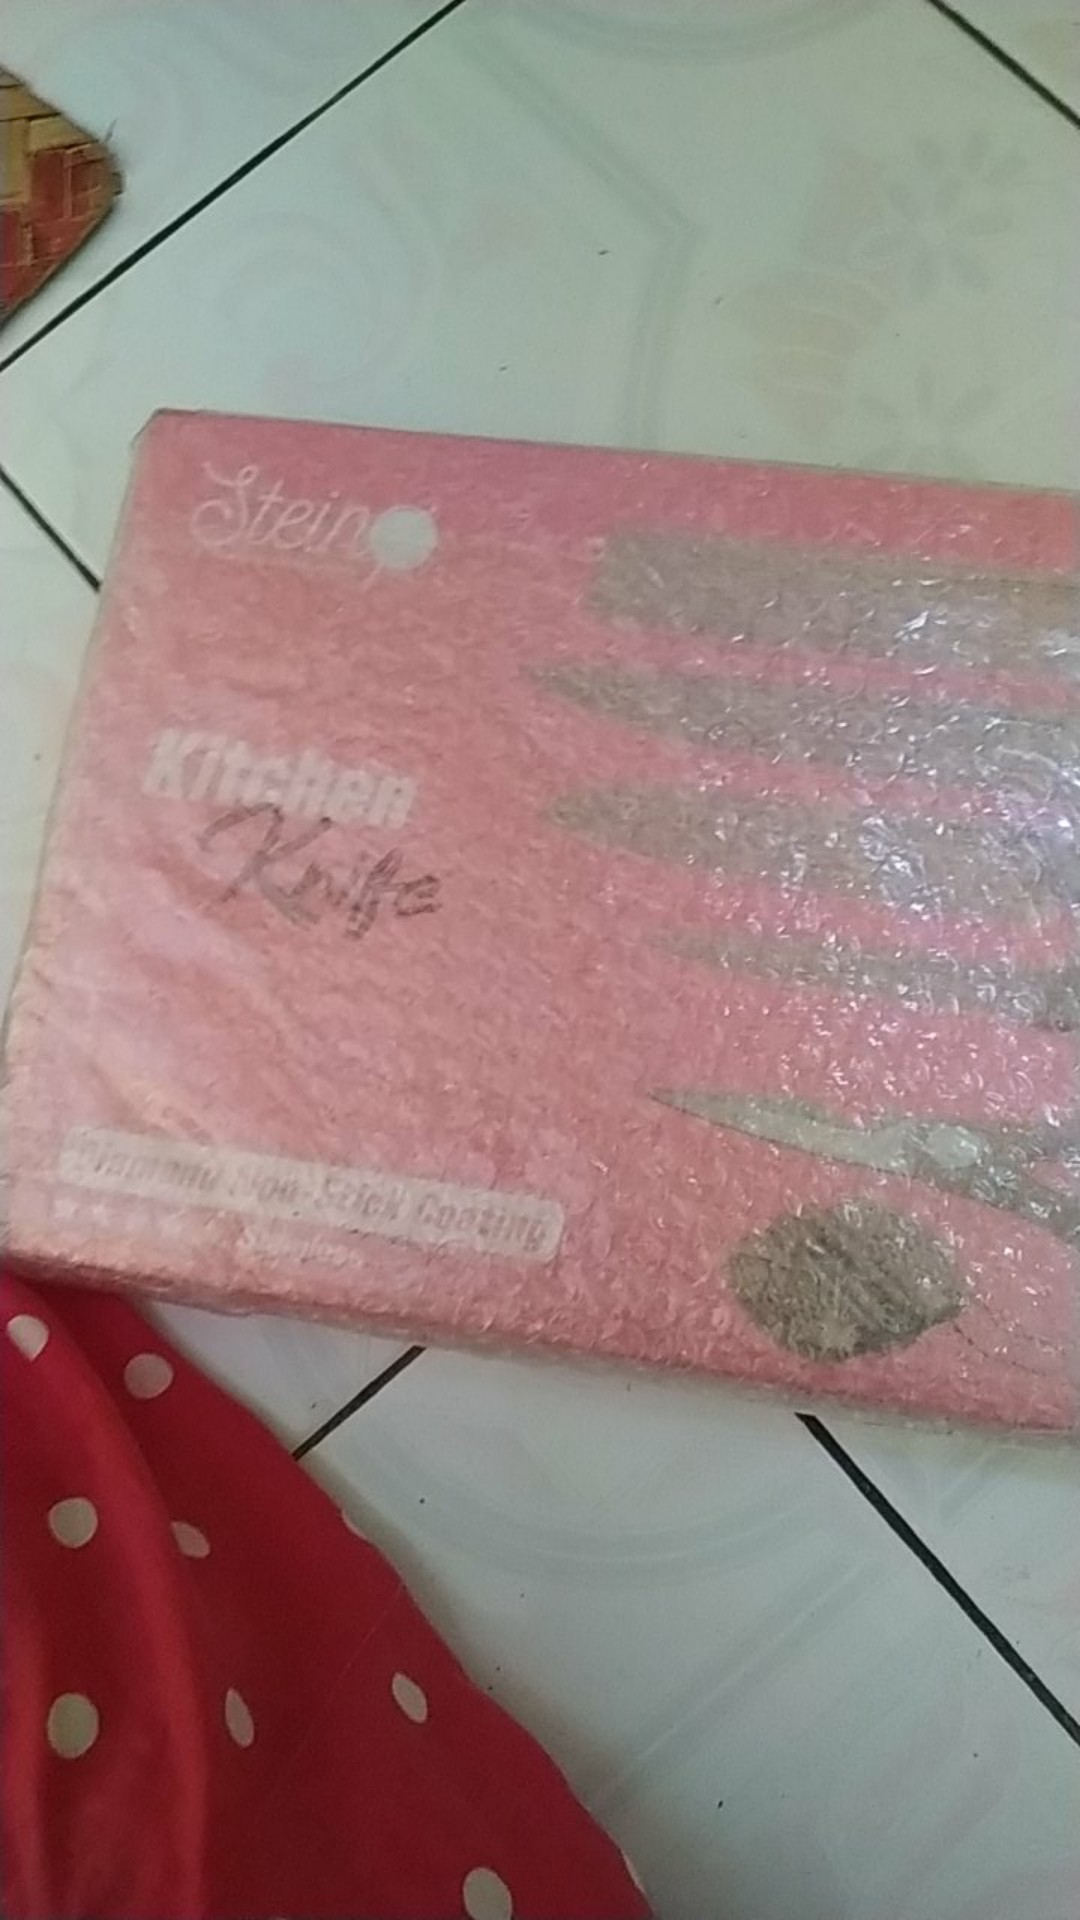 Stein
Kitchen
Knife
Diamond Non-Stick Coating